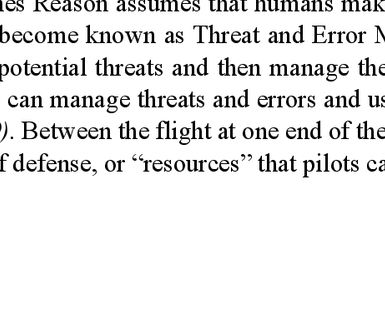 nes Reason assumes that humans mak
become known as Threat and Error M
potential threats and then manage the
can manage threats and errors and us
). Between the flight at one end of the
f defense, or “resources” that pilots ca